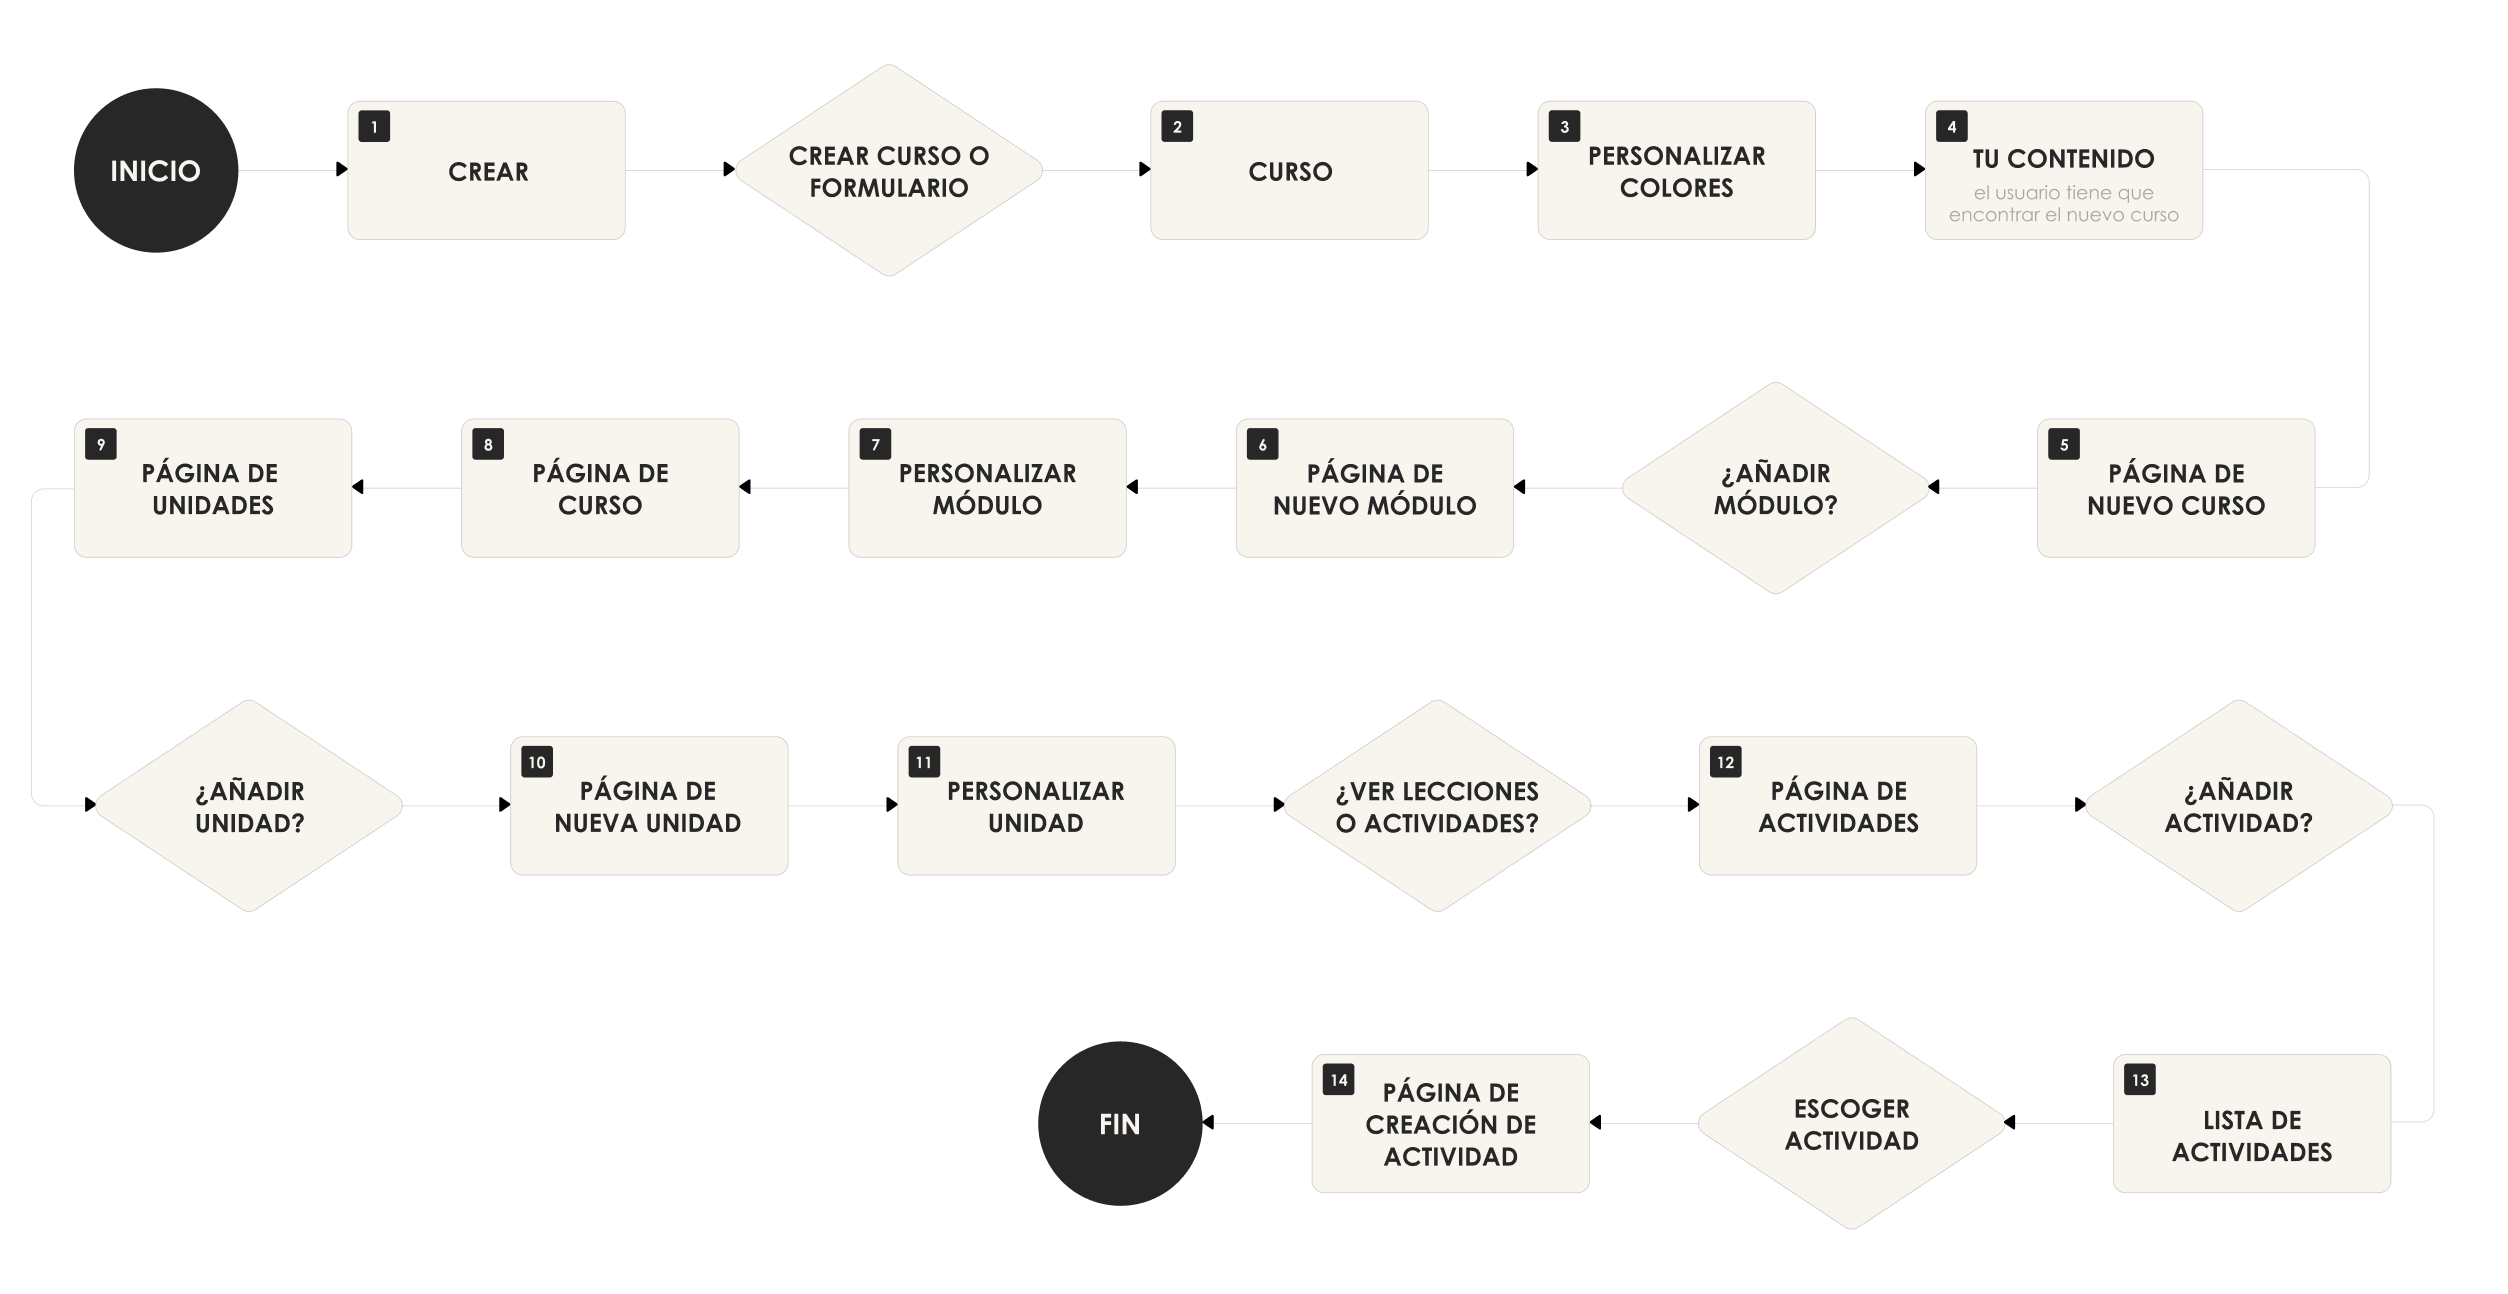 INICIO
1
CREAR
CREAR CURSO O
FORMULARIO
2
CURSO
3
PERSONALIZAR
COLORES
4
TU CONTENIDO
el usuario tiene que
encontrar el nuevo curso
5
PÁGINA DE
NUEVO CURSO
¿AÑADIR
MÓDULO?
6
PÁGINA DE
NUEVO MÓDULO
7
PERSONALIZAR
MÓDULO
8
PÁGINA DE
CURSO
9
PÁGINA DE
UNIDADES
¿AÑADIR
UNIDAD?
10
PÁGINA DE
NUEVA UNIDAD
11
PERSONALIZAR
UNIDAD
¿VER LECCIONES
O ACTIVIDADES?
12
PÁGINA DE
ACTIVIDADES
¿AÑADIR
ACTIVIDAD?
13
LISTA DE
ACTIVIDADES
ESCOGER
ACTIVIDAD
14
PÁGINA DE
CREACIÓN DE
ACTIVIDAD
FIN